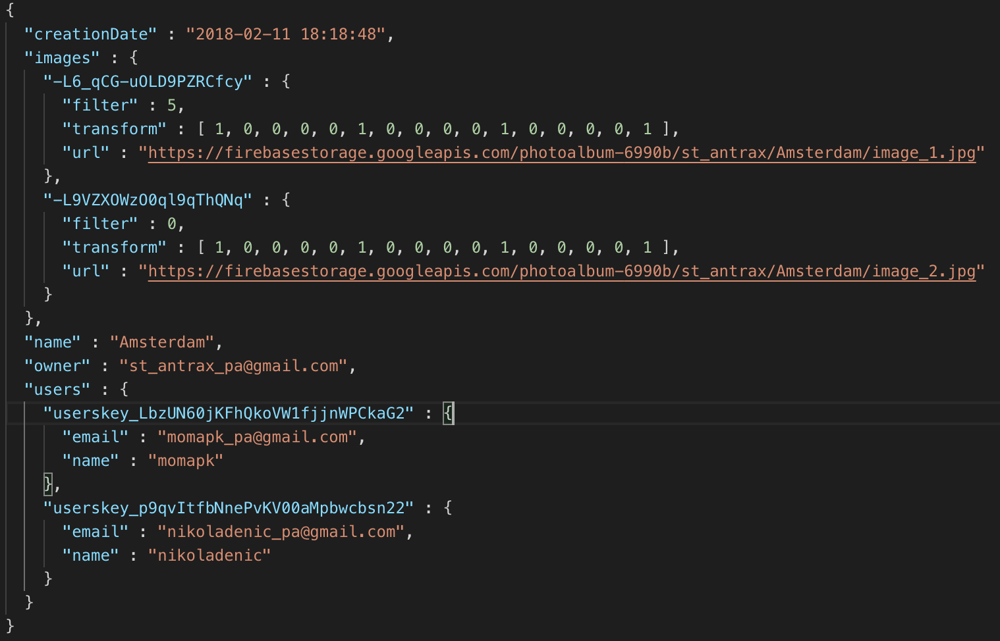 {
  "creationDate" : "2018-02-11 18:18:48",
  "images" : {
    "-L6_qCG-uOLD9PZRCfcy" : {
      "filter" : 5,
      "transform" : [ 1, 0, 0, 0, 0, 1, 0, 0, 0, 0, 1, 0, 0, 0, 0, 1 ],
      "url" : "https://firebasestorage.googleapis.com/photoalbum-6990b/st_antrax/Amsterdam/image_1.jpg"
    },
    "-L9VZXOWzO0ql9qThQNq" : {
      "filter" : 0,
      "transform" : [ 1, 0, 0, 0, 0, 1, 0, 0, 0, 0, 1, 0, 0, 0, 0, 1 ],
      "url" : "https://firebasestorage.googleapis.com/photoalbum-6990b/st_antrax/Amsterdam/image_2.jpg"
    }
  },
  "name" : "Amsterdam",
  "owner" : "st_antrax_pa@gmail.com",
  "users" : {
    "userskey_LbzUN60jKFhQkoVW1fjjnWPCkaG2" : {
      "email" : "momapk_pa@gmail.com",
      "name" : "momapk"
    },
    "userskey_p9qvItfbNnePvKV00aMpbwcbsn22" : {
      "email" : "nikoladenic_pa@gmail.com",
      "name" : "nikoladenic"
    }
  }
}